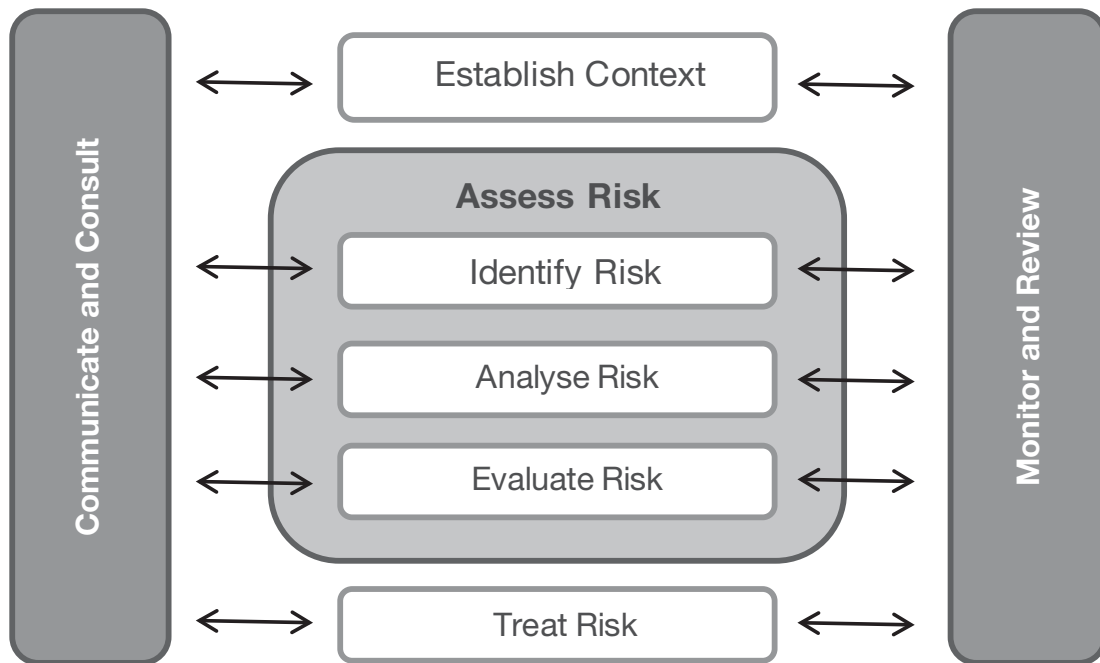 Communicate and Consult
Establish Context
Assess Risk
Identify Risk
Analyse Risk
Evaluate Risk
Treat Risk
Monitor and Review